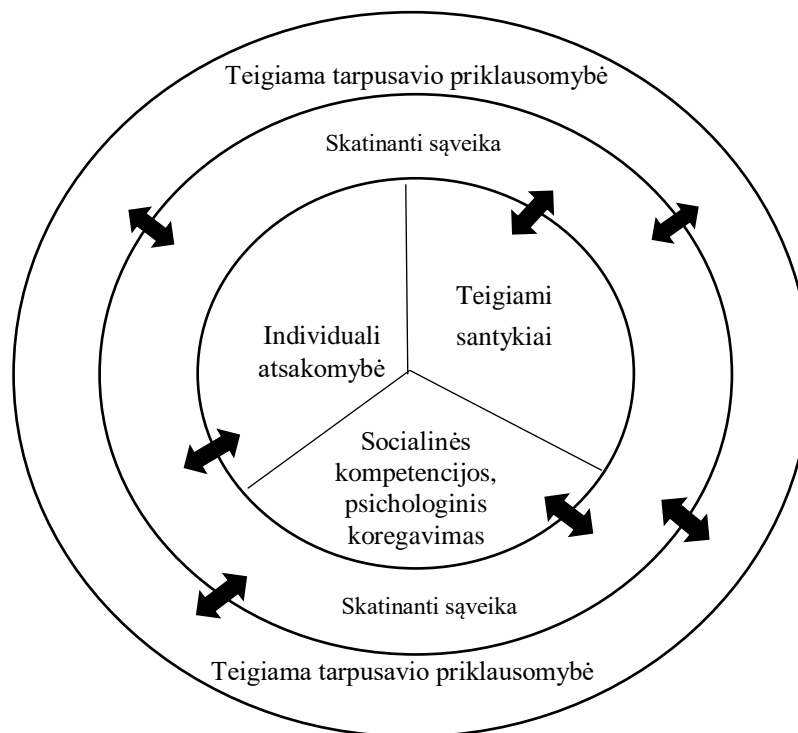 Teigiama tarpusavio priklausomybė
Skatinanti sąveika
Teigiami
santykiai
Individuali
atsakomybė
Socialinės
kompetencijos,
psichologinis
koregavimas
Skatinanti sąveika
Teigiama tarpusavio priklausomybė